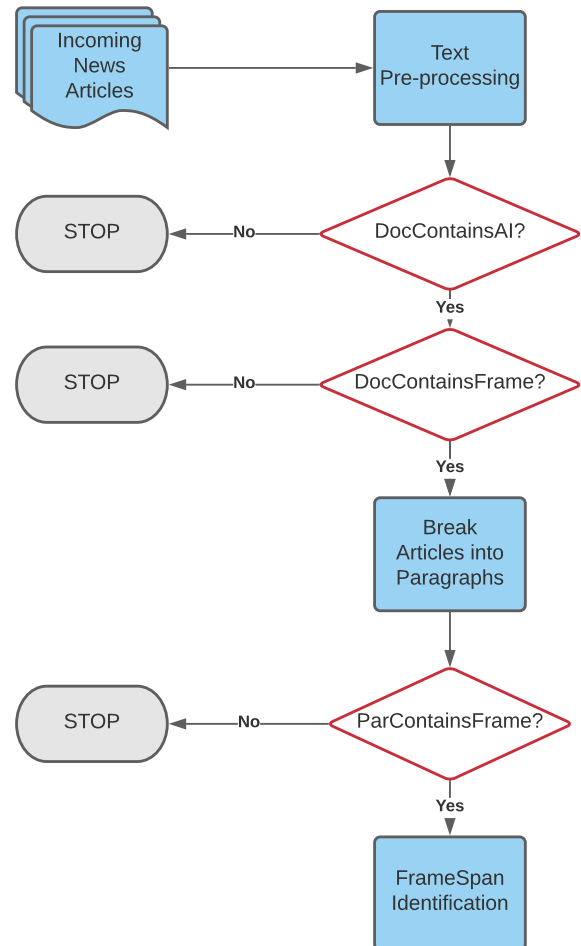 Incoming
News
Articles
Text
Pre-processing
STOP
No
DocContainsAI?
Yes
STOP
No
DocContainsFrame?
Yes
Break
Articles into
Paragraphs
STOP
No
ParContainsFrame?
Yes
FrameSpan
Identification